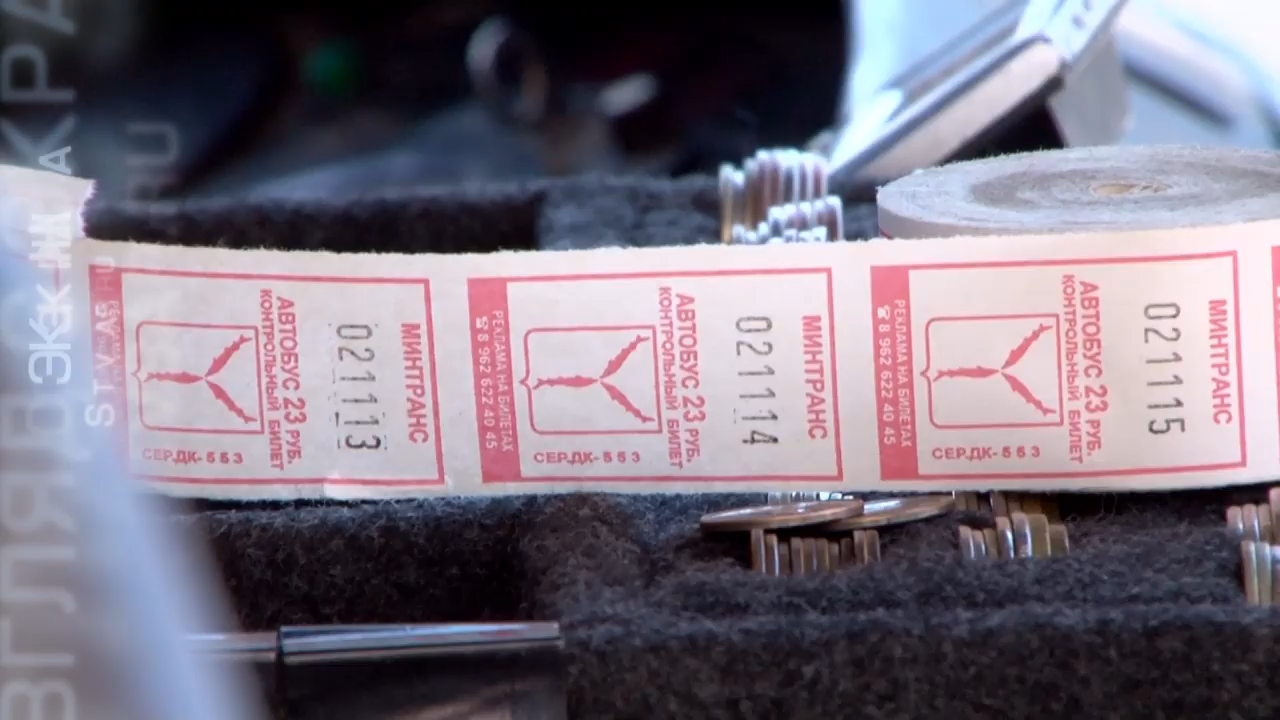 МИНТРАНС
021113
АВТОБУС 23 РУБ.
КОНТРОЛЬНЫЙ БИЛЕТ
СЕР.ДК-553
МИНТРАНС
021114
АВТОБУС 23 РУБ.
КОНТРОЛЬНЫЙ БИЛЕТ
СЕР.ДК-553
РЕКЛАМА НА БИЛЕТАХ
☎ 8 962 622 40 45
МИНТРАНС
021115
АВТОБУС 23 РУБ.
КОНТРОЛЬНЫЙ БИЛЕТ
СЕР.ДК-553
РЕКЛАМА НА БИЛЕТАХ
☎ 8 962 622 40 45